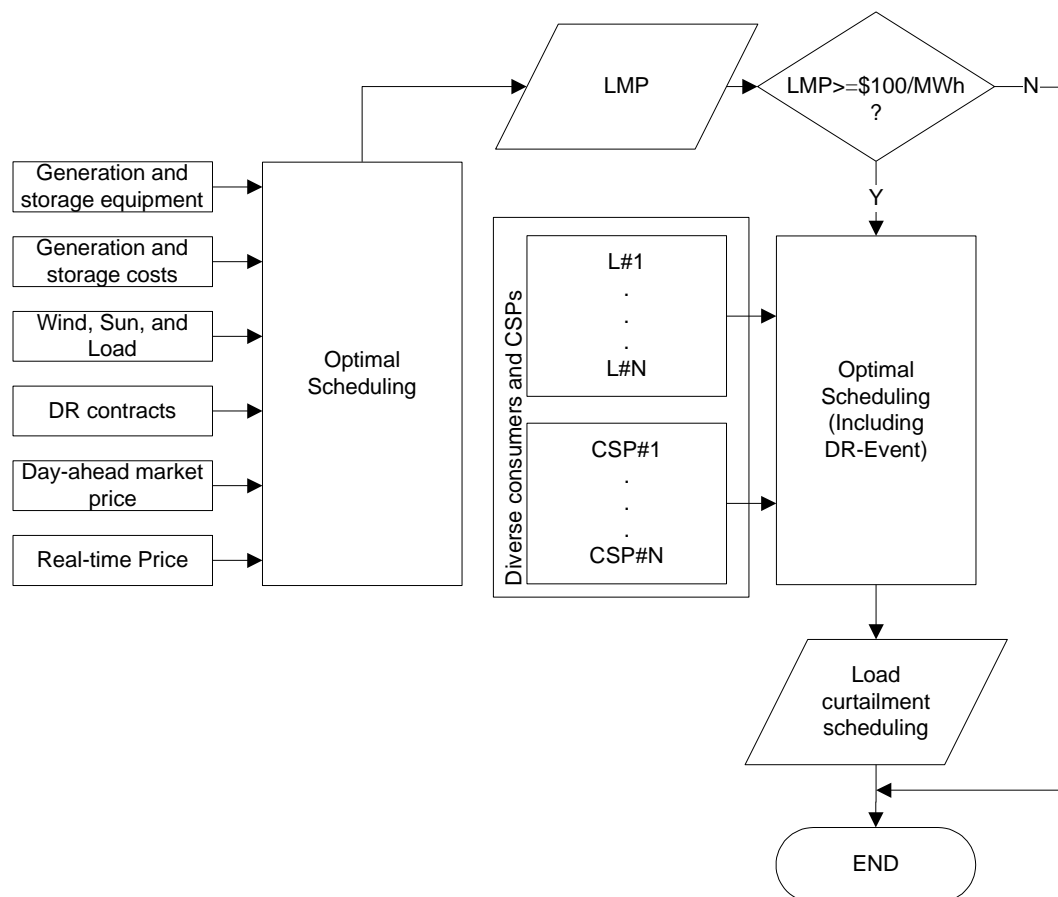 LMP
LMP>=$100/MWh
?
N
Y
Generation and
storage equipment
Generation and
storage costs
Wind, Sun, and
Load
DR contracts
Day-ahead market
price
Real-time Price
Optimal
Scheduling
Diverse consumers and CSPs
L#1
.
.
.
L#N
CSP#1
.
.
.
CSP#N
Optimal
Scheduling
(Including
DR-Event)
Load
curtailment
scheduling
END